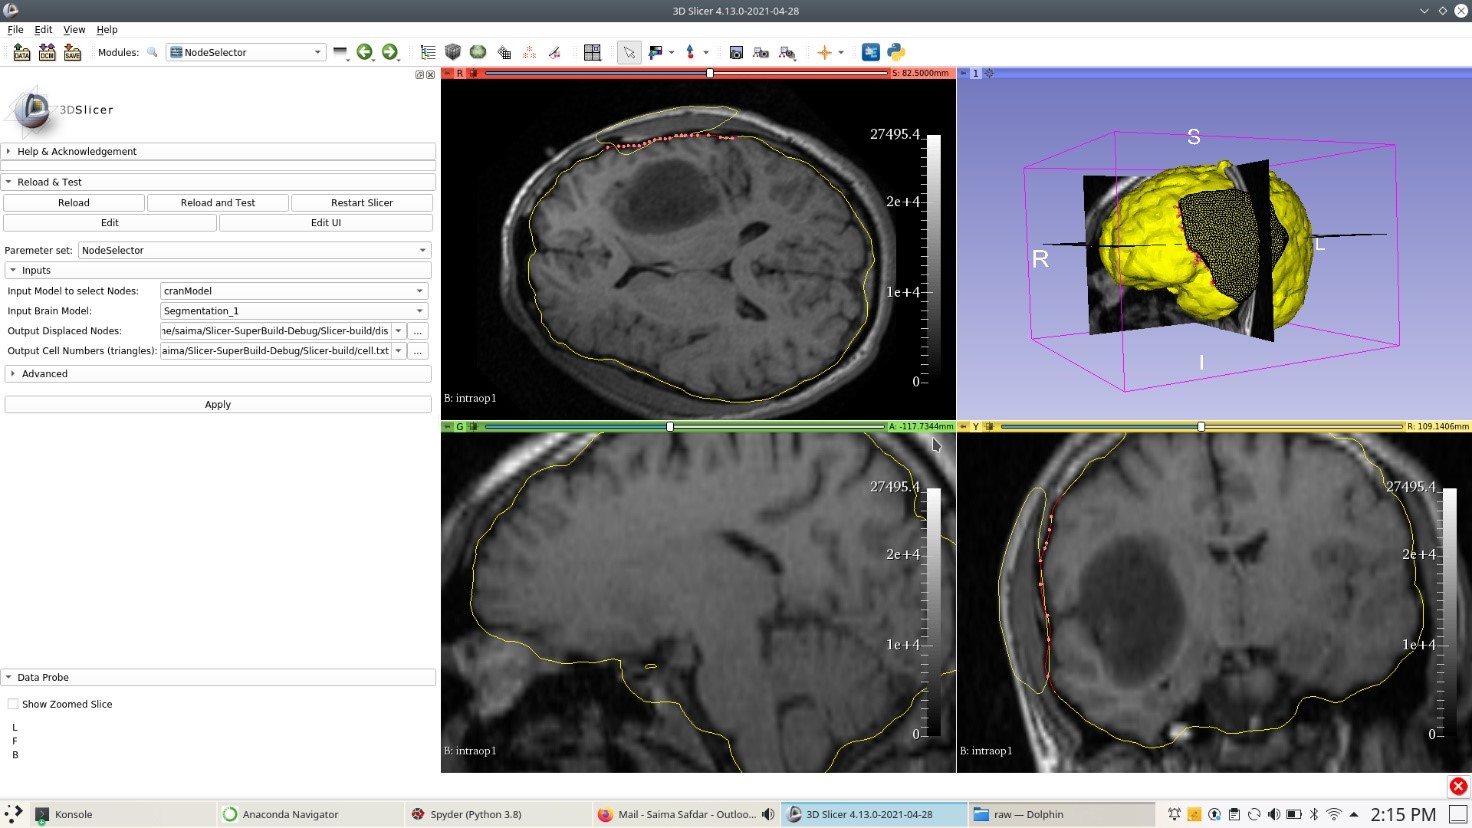 3D Slicer 4.13.0-2021-04-28
File Edit View Help
DATA DCM SAVE Modules: NodeSelector
R S: 82.5000mm
1
3DSlicer
Help & Acknowledgement
Reload & Test
Reload Reload and Test Restart Slicer
Edit Edit UI
Paremeter set: NodeSelector
Inputs
Input Model to select Nodes: cranModel
Input Brain Model: Segmentation_1
Output Displaced Nodes: ne/saima/Slicer-SuperBuild-Debug/Slicer-build/dis ...
Output Cell Numbers (triangles): aima/Slicer-SuperBuild-Debug/Slicer-build/cell.txt ...
Advanced
Apply
27495.4
2e+4
1e+4
0
B: intraop1
S
R
L
I
G A: -117.7344mm
27495.4
2e+4
1e+4
0
B: intraop1
Y R: 109.1406mm
27495.4
2e+4
1e+4
0
B: intraop1
Data Probe
Show Zoomed Slice
L
F
B
Konsole Anaconda Navigator Spyder (Python 3.8) Mail - Saima Safdar - Outloo... 3D Slicer 4.13.0-2021-04-28 raw — Dolphin 2:15 PM